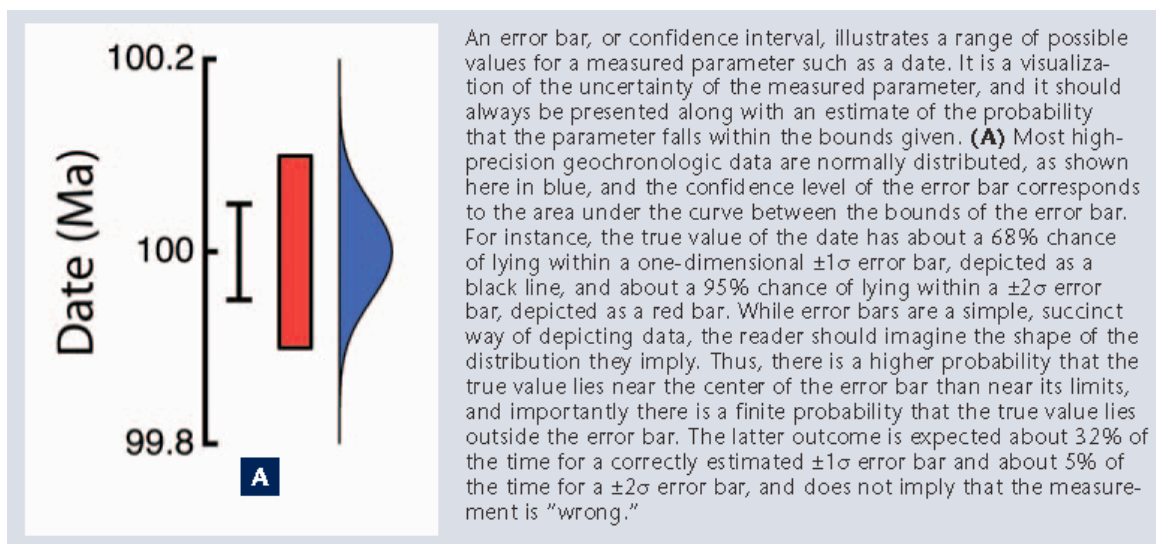 100.2
100
99.8
Date (Ma)
A
An error bar, or confidence interval, illustrates a range of possible
values for a measured parameter such as a date. It is a visualiza-
tion of the uncertainty of the measured parameter, and it should
always be presented along with an estimate of the probability
that the parameter falls within the bounds given. (A) Most high-
precision geochronologic data are normally distributed, as shown
here in blue, and the confidence level of the error bar corresponds
to the area under the curve between the bounds of the error bar.
For instance, the true value of the date has about a 68% chance
of lying within a one-dimensional ±1σ error bar, depicted as a
black line, and about a 95% chance of lying within a ±2σ error
bar, depicted as a red bar. While error bars are a simple, succinct
way of depicting data, the reader should imagine the shape of the
distribution they imply. Thus, there is a higher probability that the
true value lies near the center of the error bar than near its limits,
and importantly there is a finite probability that the true value lies
outside the error bar. The latter outcome is expected about 32% of
the time for a correctly estimated ±1σ error bar and about 5% of
the time for a ±2σ error bar, and does not imply that the measure-
ment is "wrong."